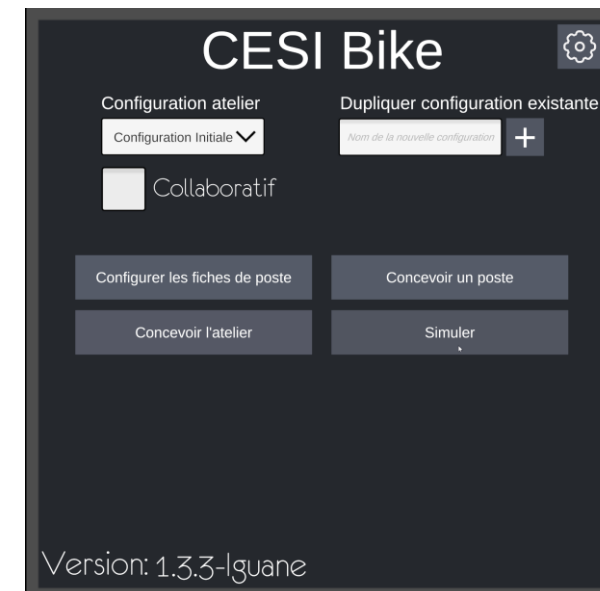 CESI Bike
Configuration atelier
Dupliquer configuration existante
Configuration Initiale
Nom de la nouvelle configuration
+
Collaboratif
Configurer les fiches de poste
Concevoir un poste
Concevoir l'atelier
Simuler
Version: 1.3.3-Iguane